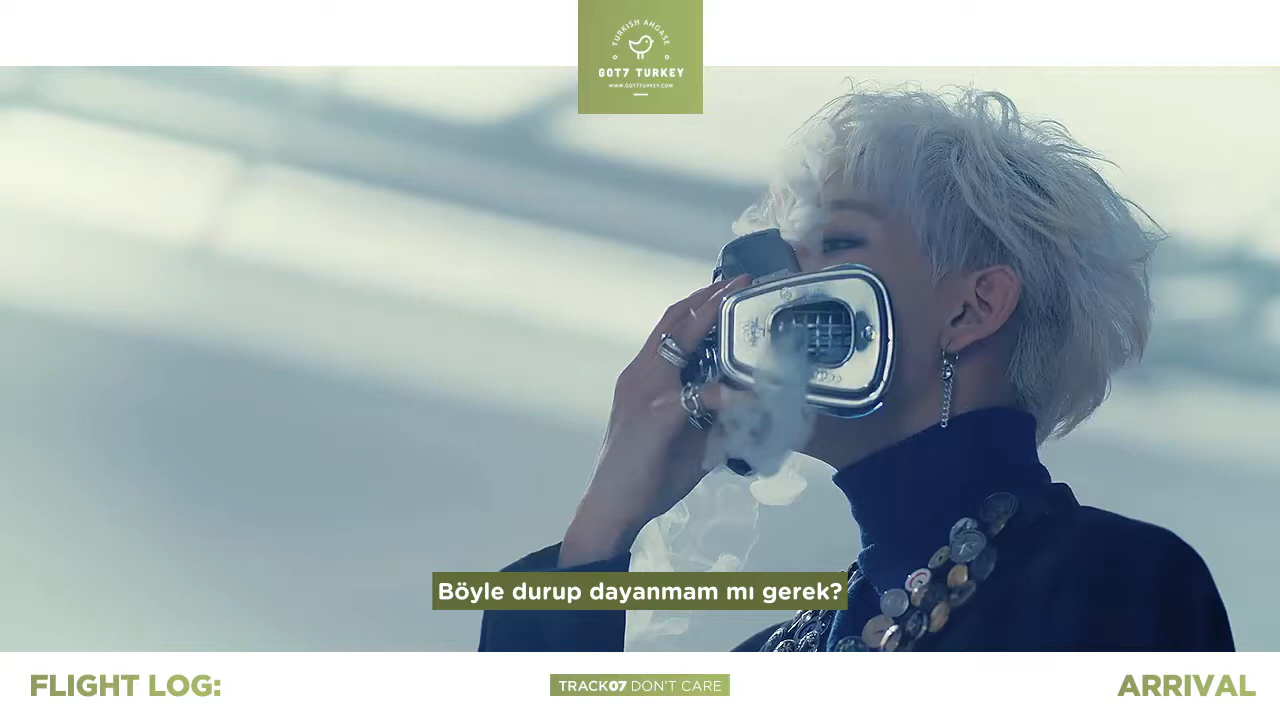 TURKISH AHGASE
GOT7 TURKEY
WWW.GOT7TURKEY.COM
Böyle durup dayanmam mı gerek?
FLIGHT LOG:
TRACK07 DON'T CARE
ARRIVAL